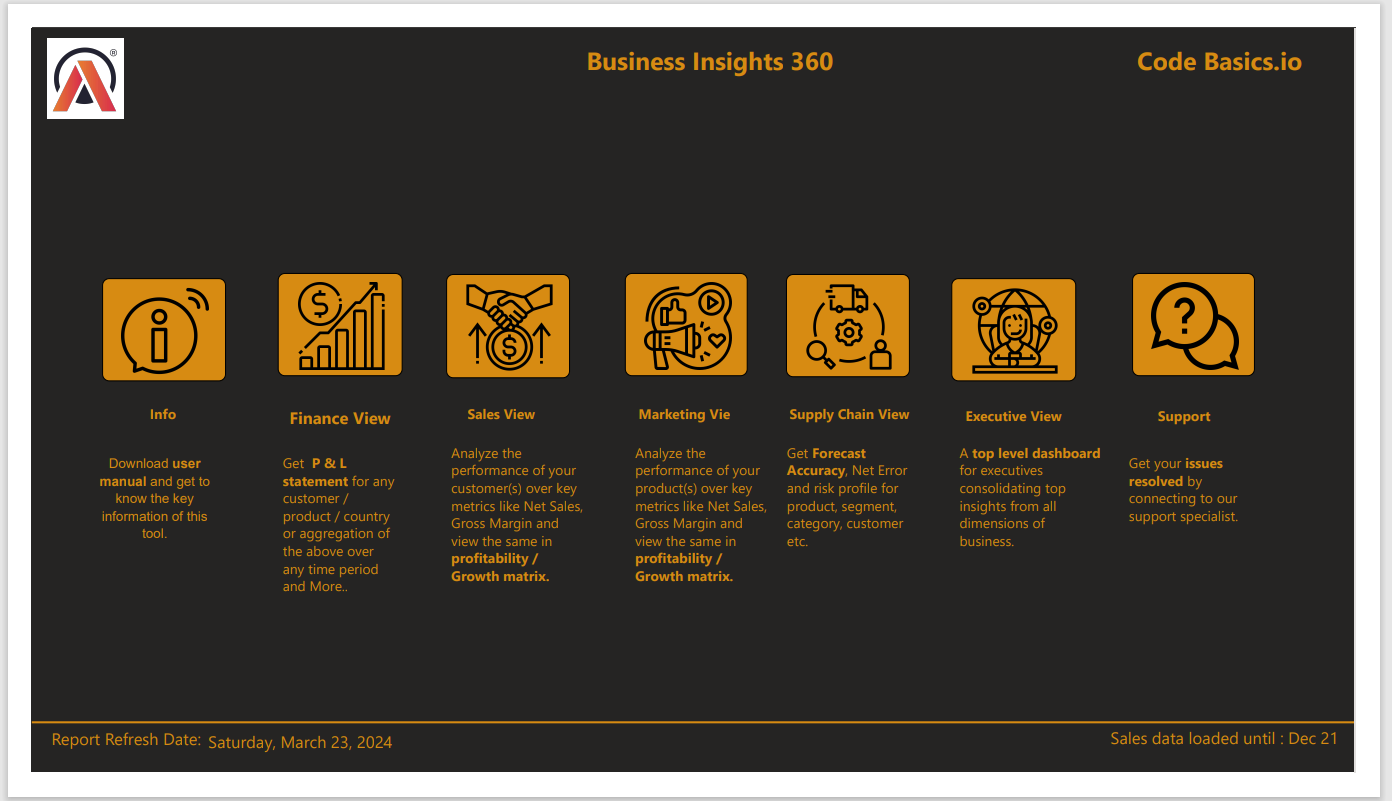 ®
Business Insights 360
Code Basics.io
Info
Download user
manual and get to
know the key
information of this
tool.
Finance View
Get P & L
statement for any
customer /
product / country
or aggregation of
the above over
any time period
and More..
Sales View
Analyze the
performance of your
customer(s) over key
metrics like Net Sales,
Gross Margin and
view the same in
profitability /
Growth matrix.
Marketing Vie
Analyze the
performance of your
product(s) over key
metrics like Net Sales,
Gross Margin and
view the same in
profitability /
Growth matrix.
Supply Chain View
Get Forecast
Accuracy, Net Error
and risk profile for
product, segment,
category, customer
etc.
Executive View
A top level dashboard
for executives
consolidating top
insights from all
dimensions of
business.
Support
Get your issues
resolved by
connecting to our
support specialist.
Report Refresh Date: Saturday, March 23, 2024
Sales data loaded until : Dec 21